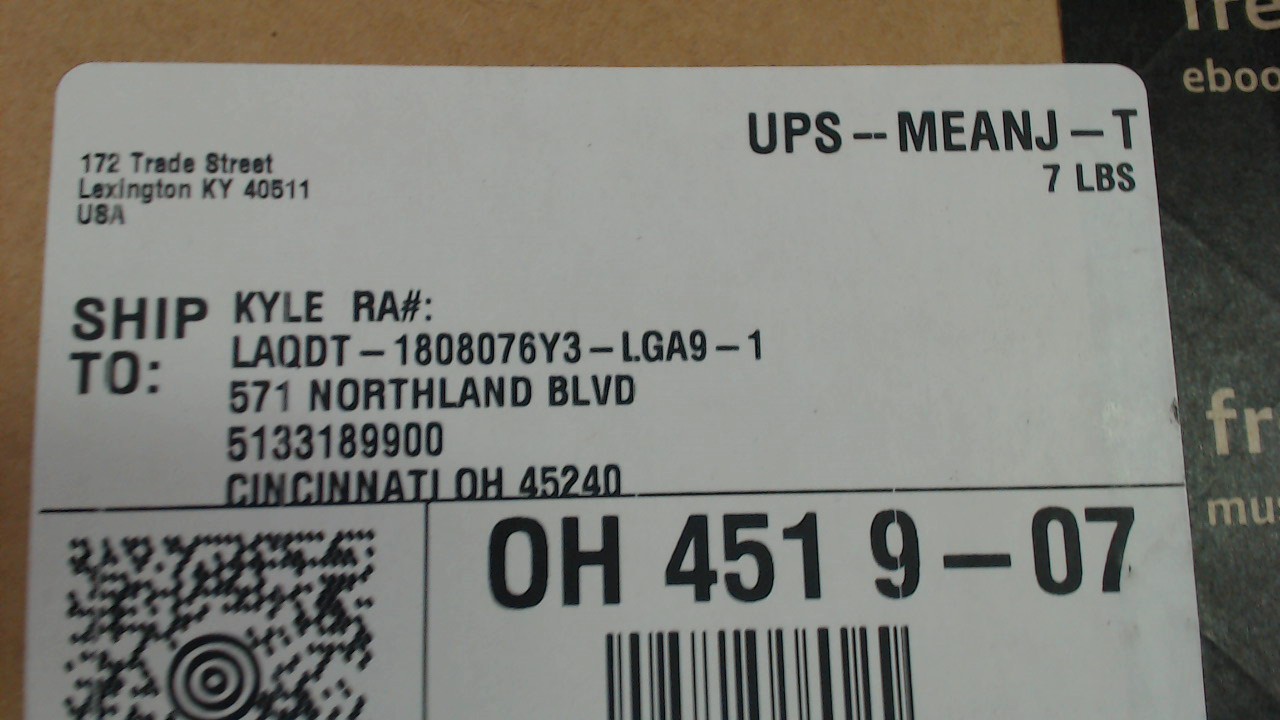 172 Trade Street
Lexington KY 40511
USA
UPS -- MEANJ - T
7 LBS
SHIP TO:
KYLE RA#:
LAQDT - 1808076Y3 - LGA9 - 1
571 NORTHLAND BLVD
5133189900
CINCINNATI OH 45240
OH 451 9 - 07
fre
eboo
fr
mu